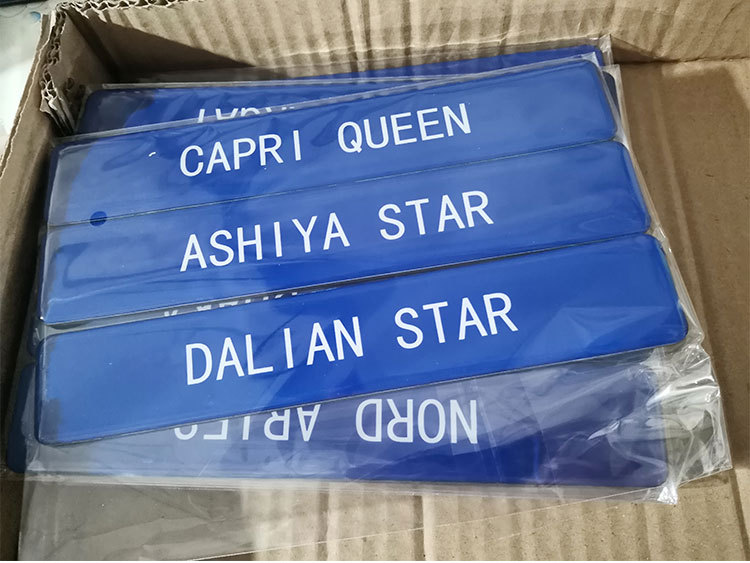 CAPRI QUEEN
ASHIYA STAR
DALIAN STAR
NORD ARIES